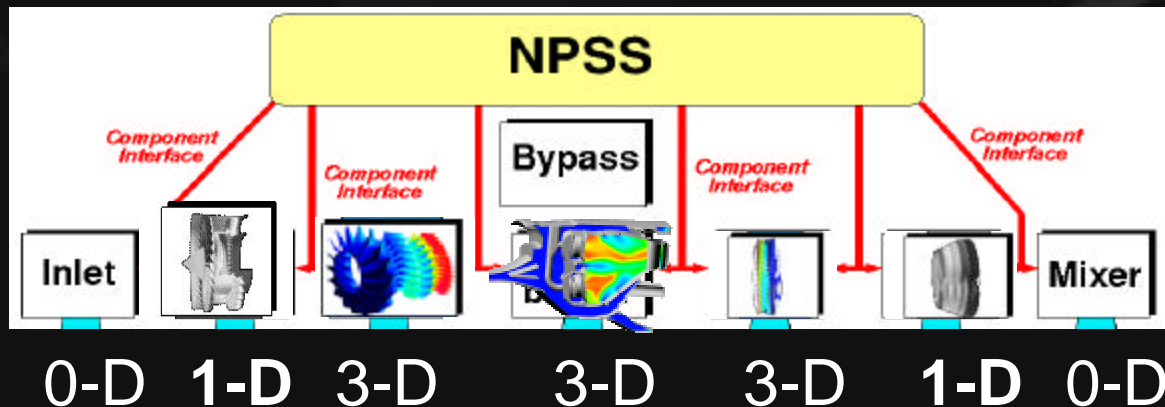 NPSS
Component
Interface
Component
Interface
Bypass
Component
Interface
Component
Interface
Inlet
Mixer
0-D 1-D 3-D 3-D 3-D 1-D 0-D